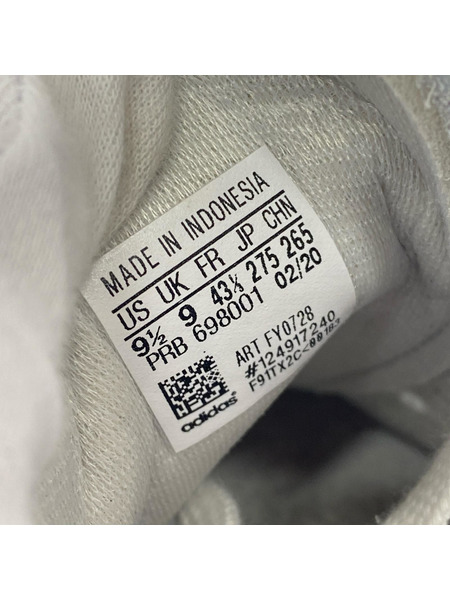 MADE IN INDONESIA
US UK FR JP CHN
9½ 9 43⅓ 275 265
PRB 698001 02/20
ART FY0728
#124917240
adidas